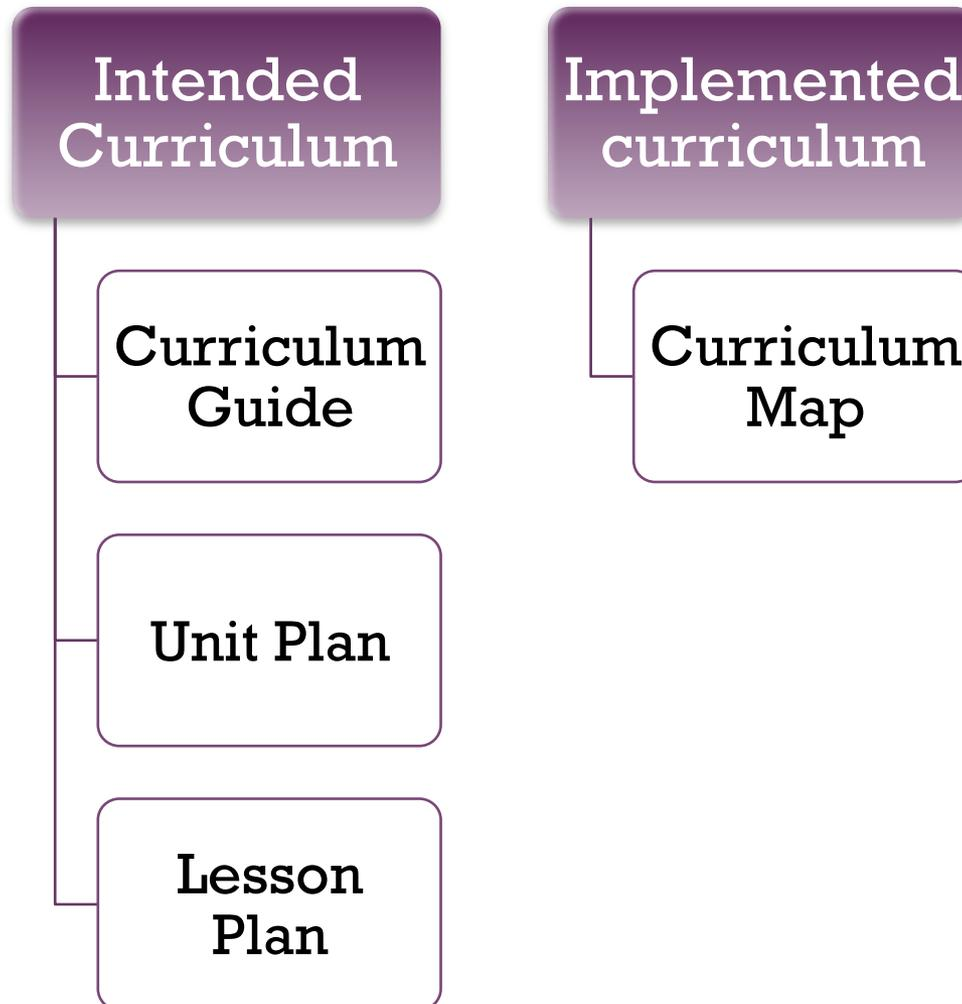 Intended
Curriculum
Curriculum
Guide
Unit Plan
Lesson
Plan
Implemented
curriculum
Curriculum
Map